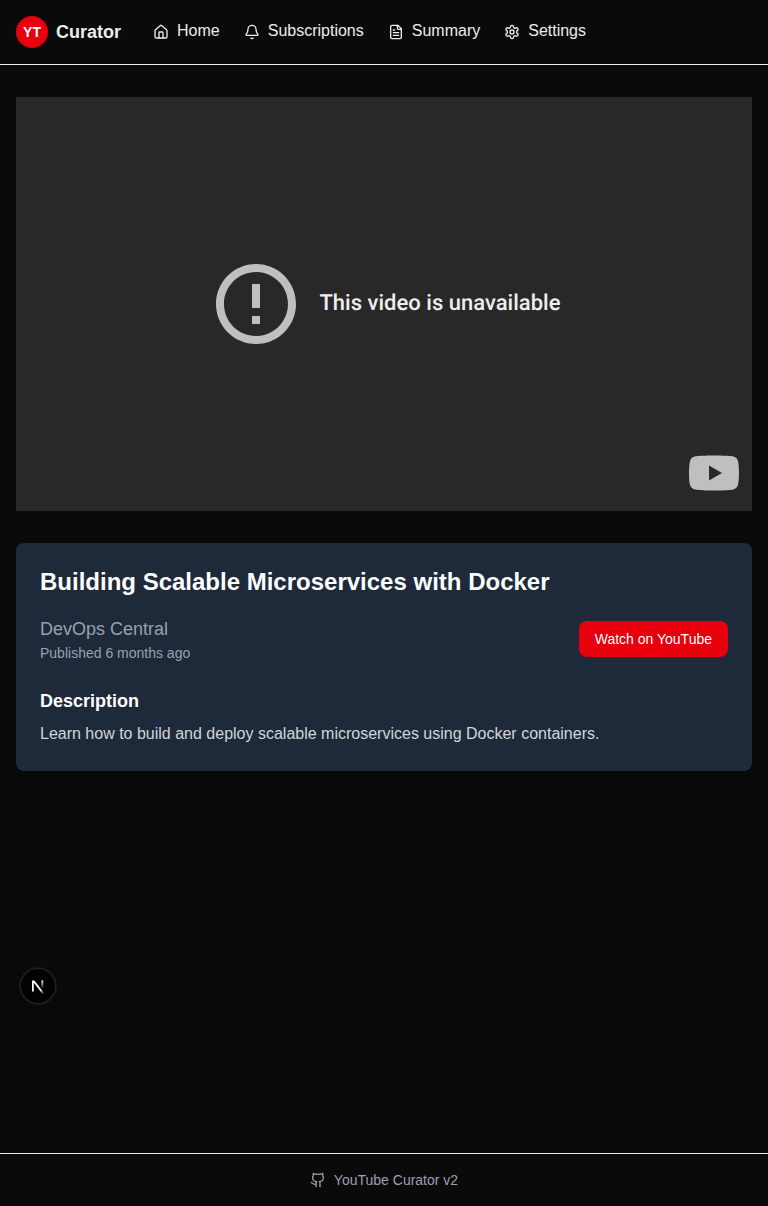 YT Curator Home Subscriptions Summary Settings
This video is unavailable
Building Scalable Microservices with Docker
DevOps Central
Published 6 months ago
Watch on YouTube
Description
Learn how to build and deploy scalable microservices using Docker containers.
N
YouTube Curator v2